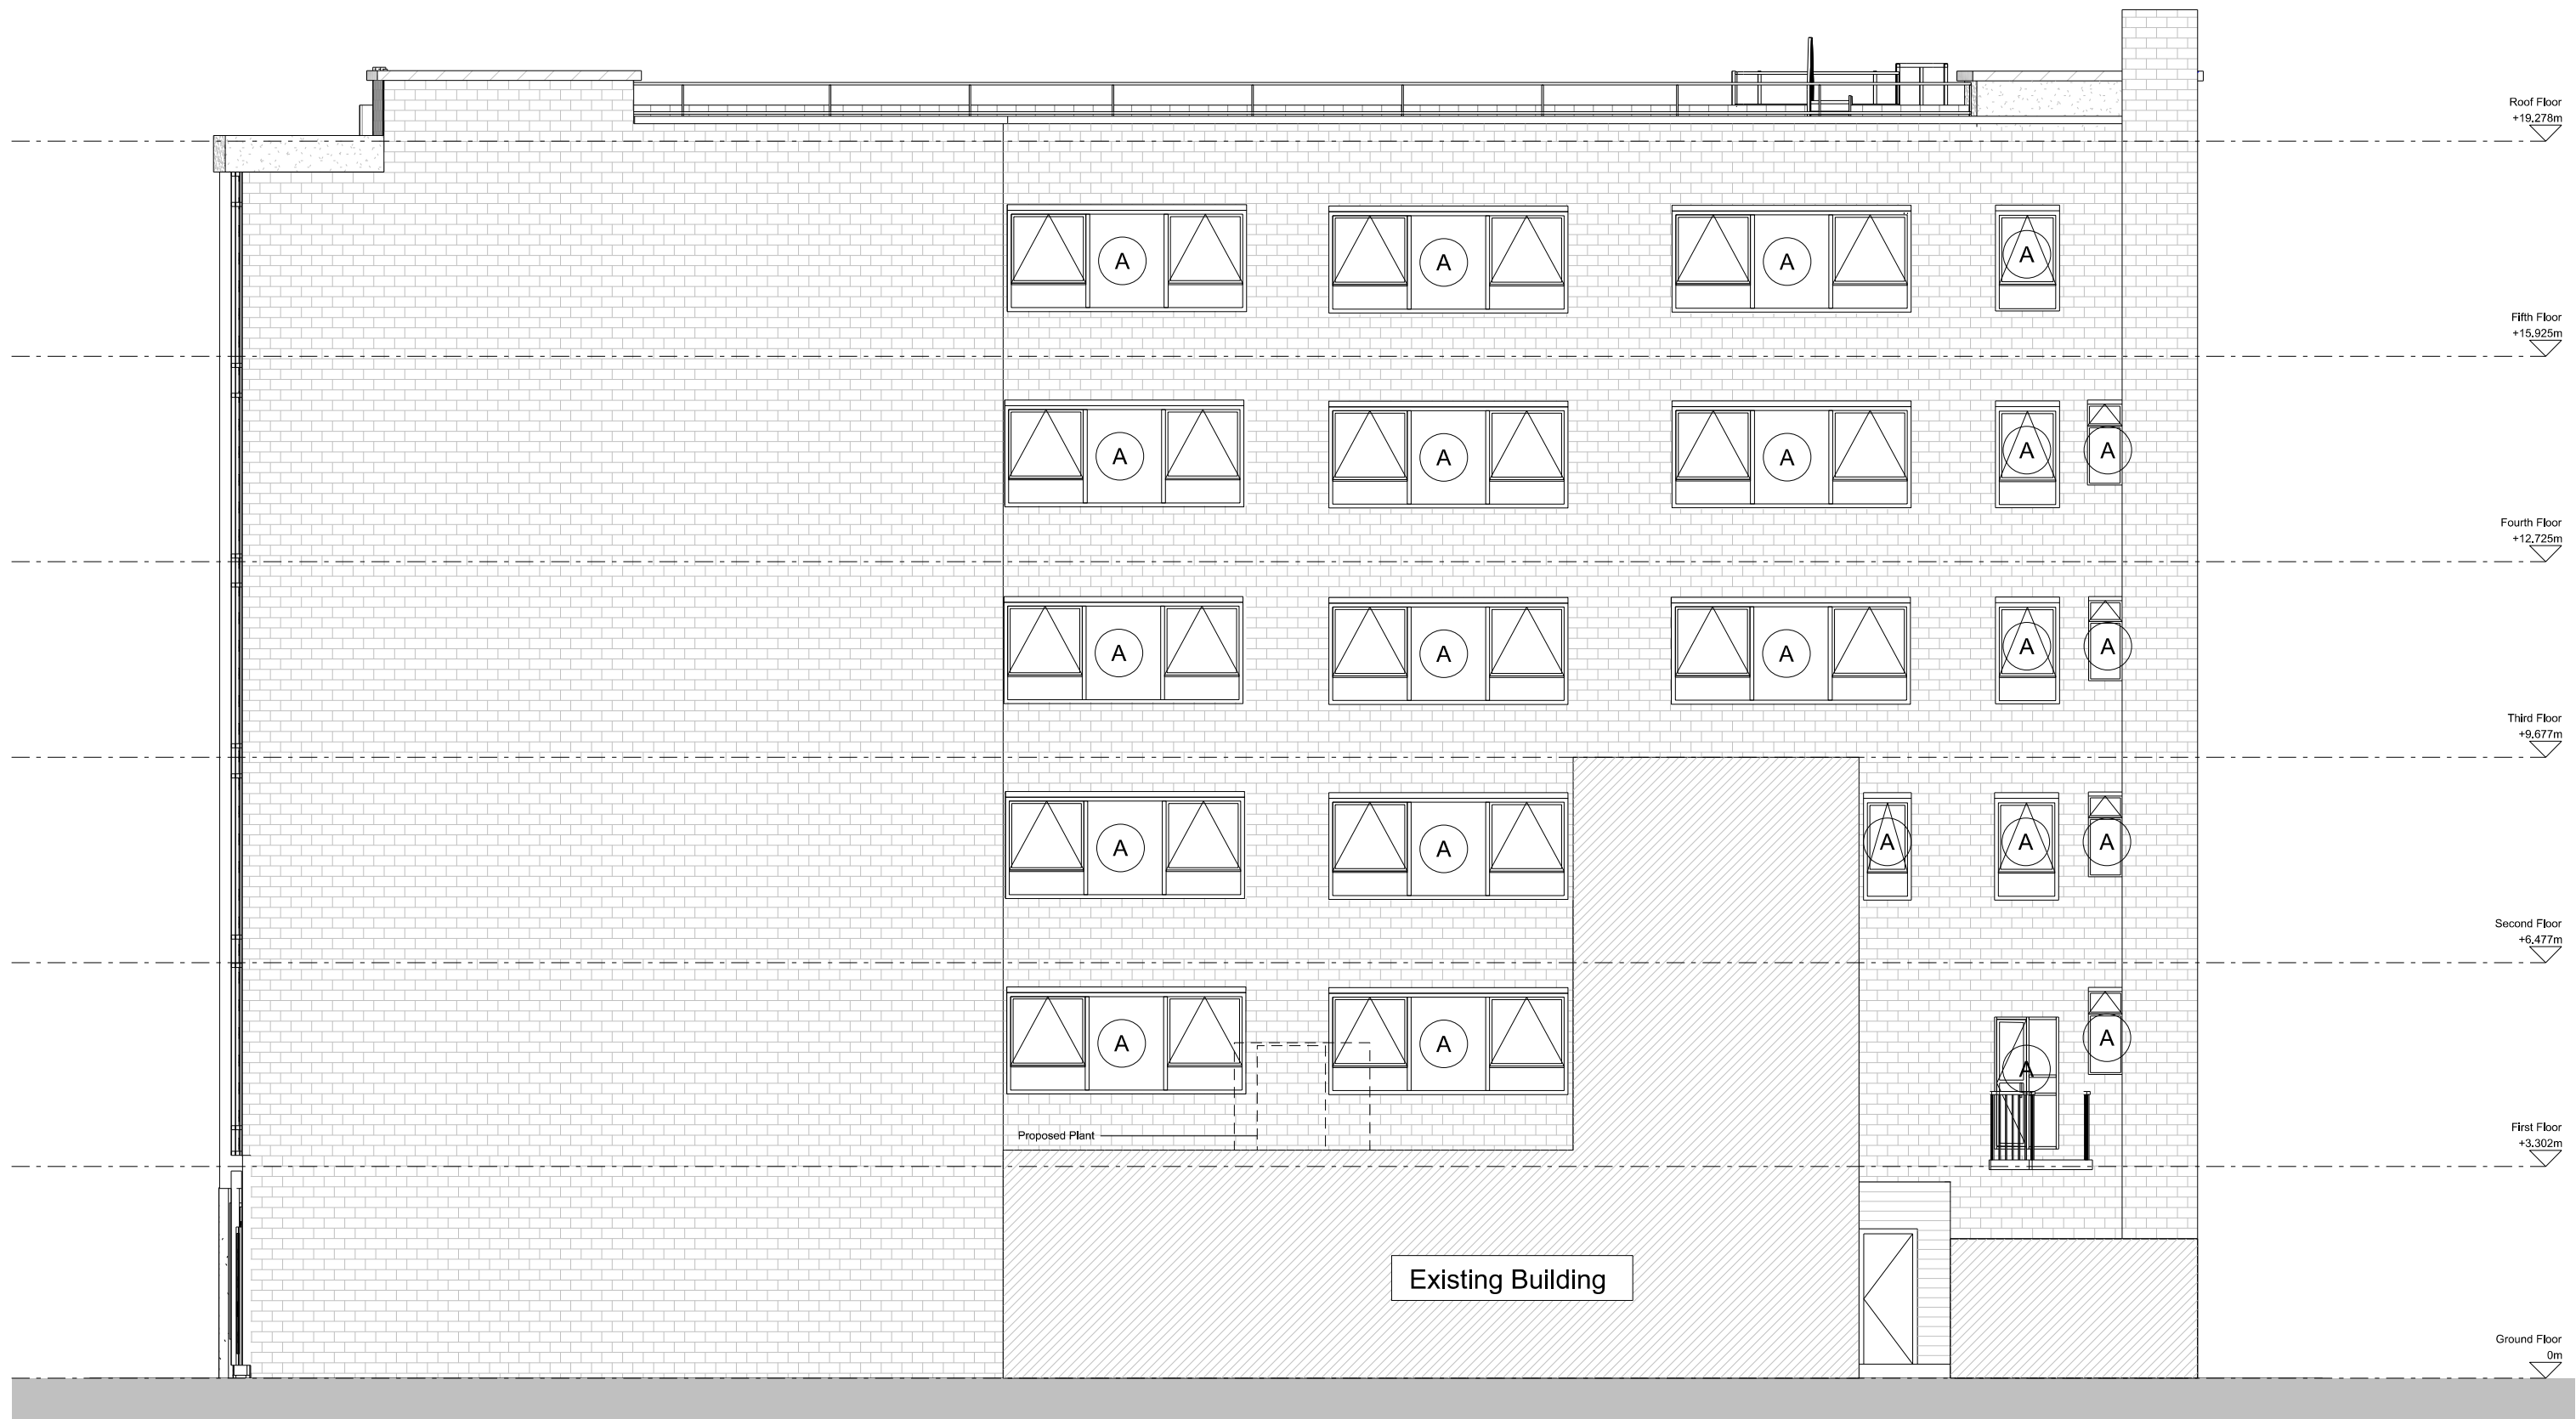 Roof Floor
+19.278m
A A A A
Fifth Floor
+15.925m
A A A A A
Fourth Floor
+12.725m
A A A A A
Third Floor
+9.677m
A A A A A
Second Floor
+6.477m
A A A A
Proposed Plant
First Floor
+3.302m
Existing Building
Ground Floor
0m